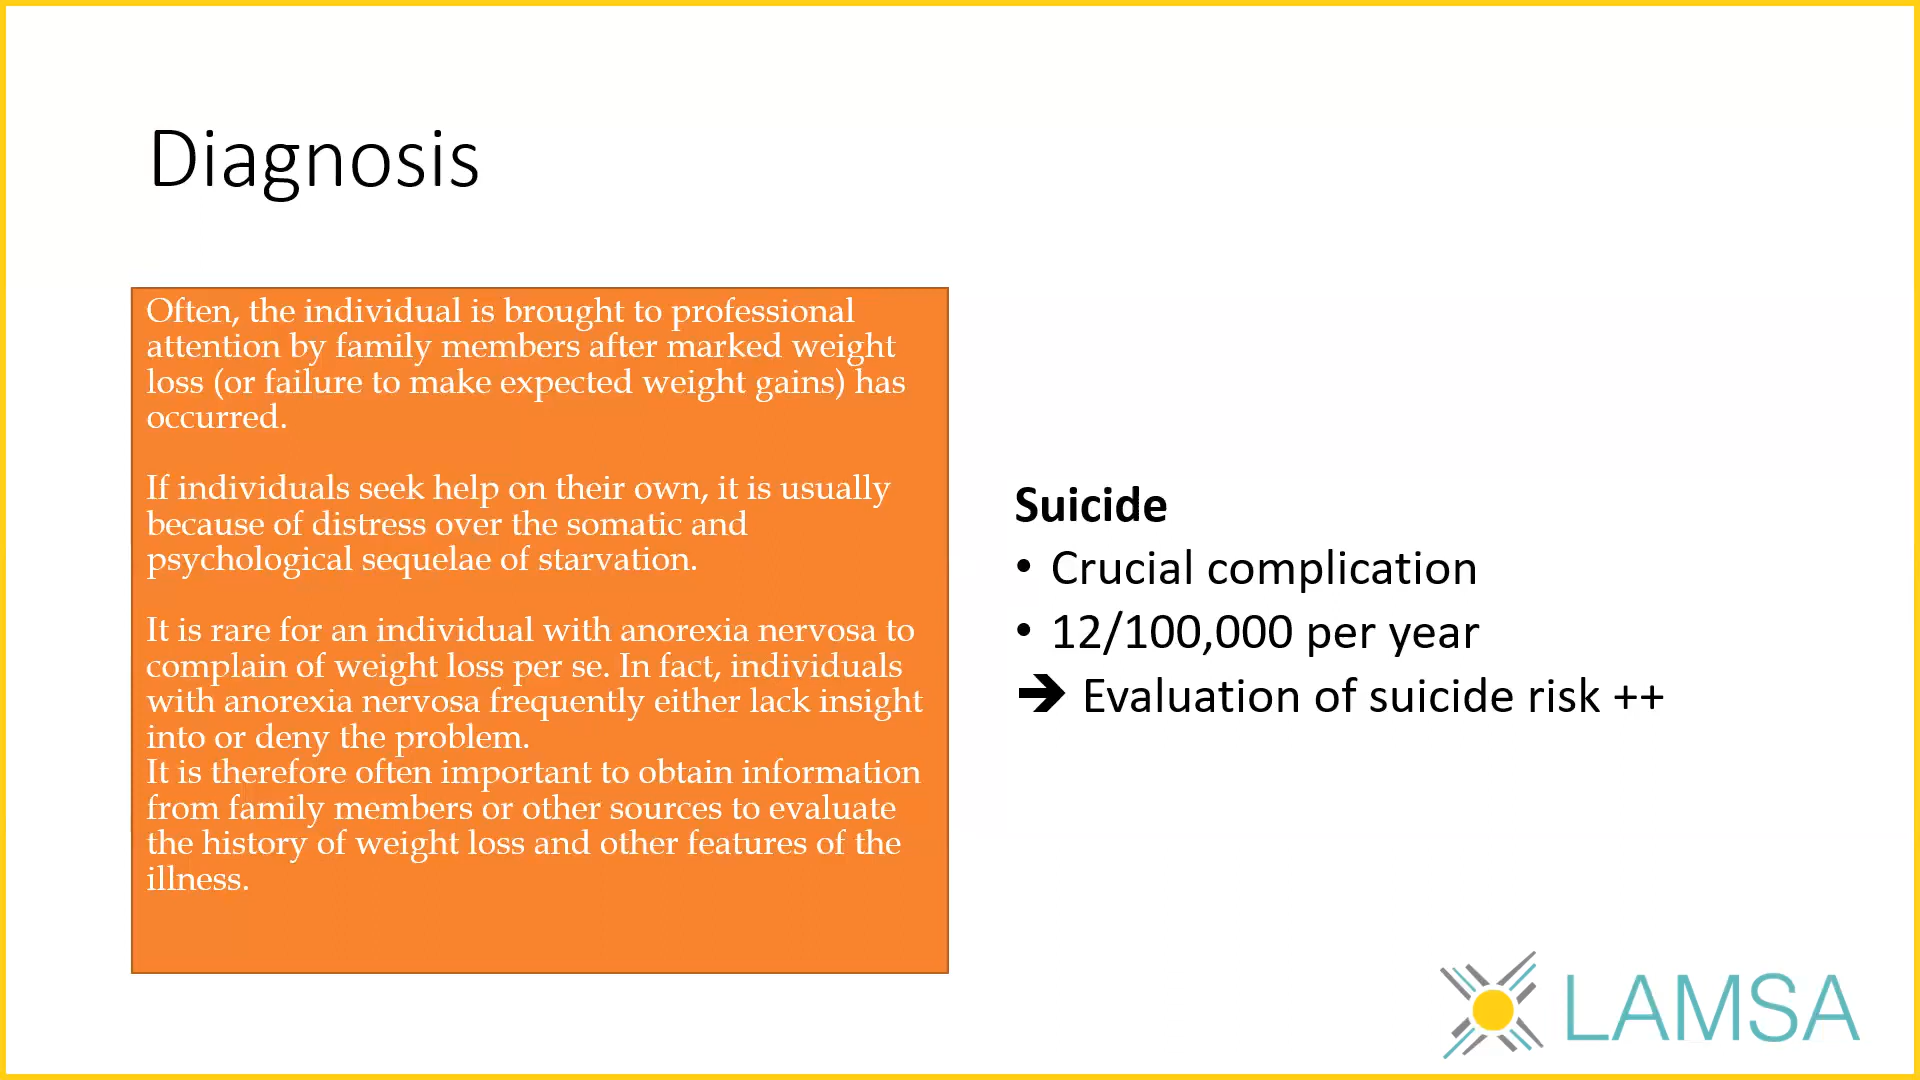 Diagnosis
Often, the individual is brought to professional
attention by family members after marked weight
loss (or failure to make expected weight gains) has
occurred.
If individuals seek help on their own, it is usually
because of distress over the somatic and
psychological sequelae of starvation.
It is rare for an individual with anorexia nervosa to
complain of weight loss per se. In fact, individuals
with anorexia nervosa frequently either lack insight
into or deny the problem.
It is therefore often important to obtain information
from family members or other sources to evaluate
the history of weight loss and other features of the
illness.
Suicide
• Crucial complication
• 12/100,000 per year
➔ Evaluation of suicide risk ++
LAMSA